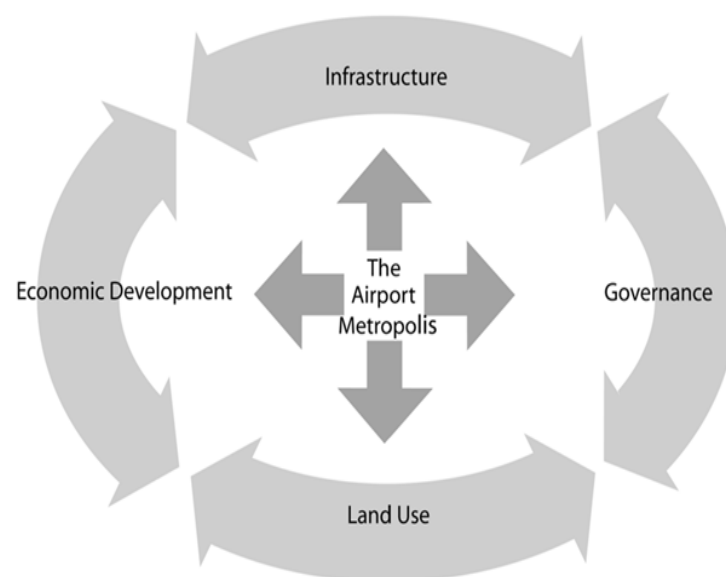 Infrastructure
The
Airport
Metropolis
Economic Development
Governance
Land Use